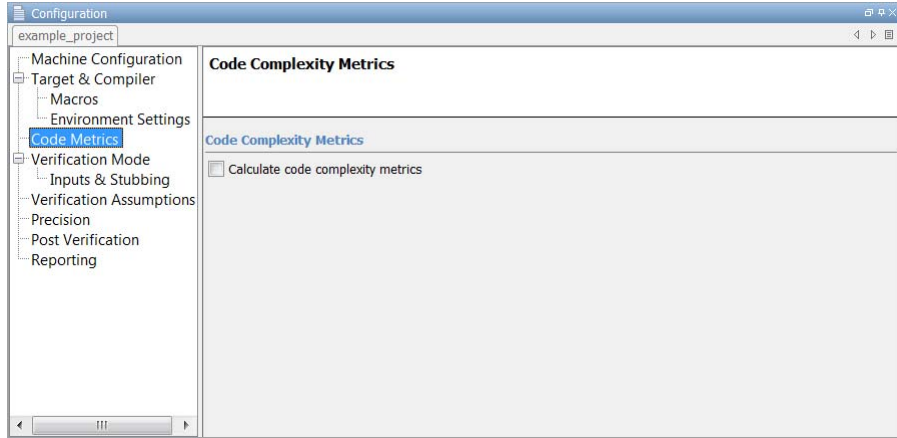 Configuration
example_project
Machine Configuration
Target & Compiler
Macros
Environment Settings
Code Metrics
Verification Mode
Inputs & Stubbing
Verification Assumptions
Precision
Post Verification
Reporting
Code Complexity Metrics
Code Complexity Metrics
Calculate code complexity metrics